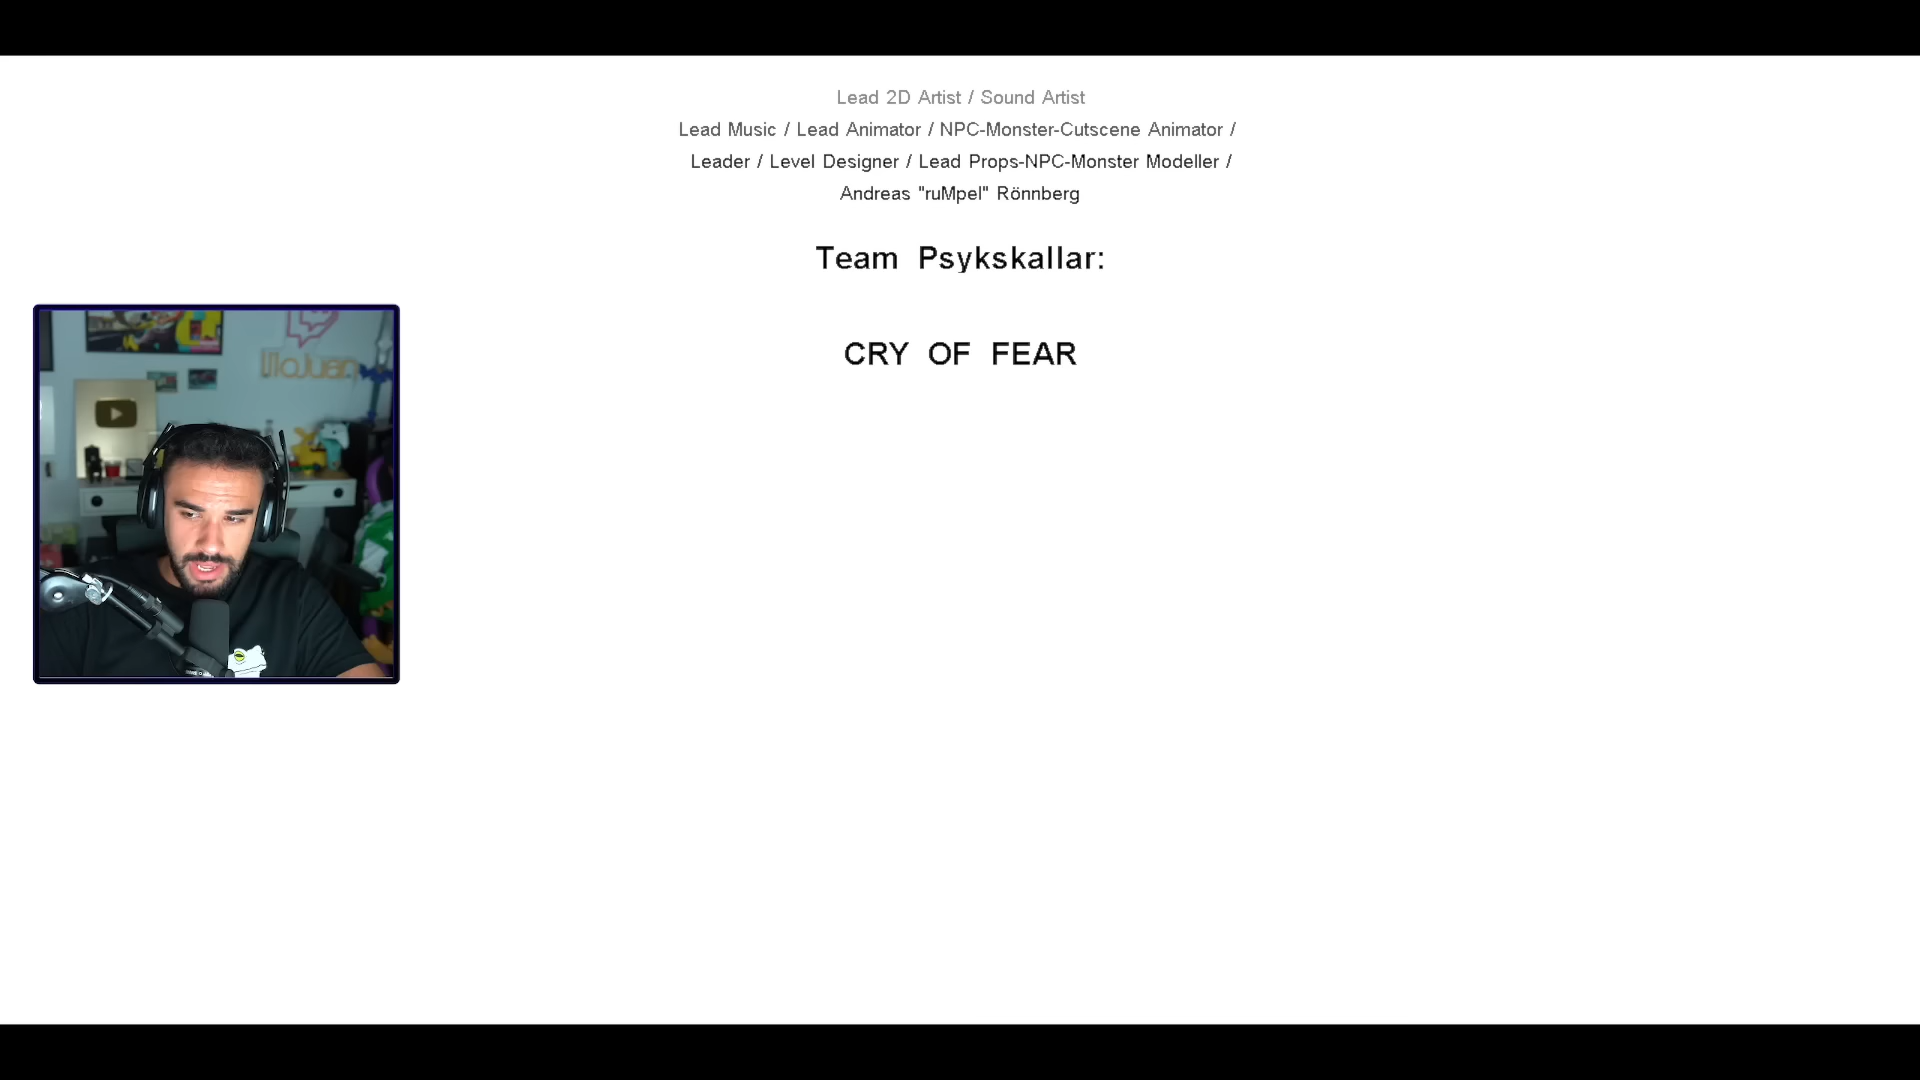 Lead 2D Artist / Sound Artist
Lead Music / Lead Animator / NPC-Monster-Cutscene Animator /
Leader / Level Designer / Lead Props-NPC-Monster Modeller /
Andreas "ruMpel" Rönnberg
Team Psykskallar:
CRY OF FEAR
IlloJuan